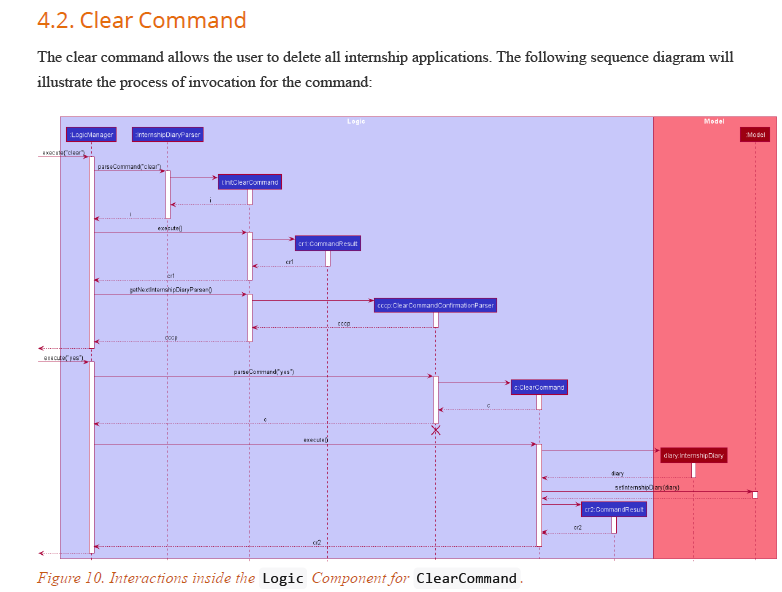 4.2. Clear Command
The clear command allows the user to delete all internship applications. The following sequence diagram will
illustrate the process of invocation for the command:
Logic
Model
:LogicManager
:InternshipDiaryParser
:Model
execute("clear")
parseCommand("clear")
i:InitClearCommand
i
i
execute()
cr1:CommandResult
cr1
cr1
getNextInternshipDiaryParser()
cccp:ClearCommandConfirmationParser
cccp
cccp
execute("yes")
parseCommand("yes")
c:ClearCommand
c
c
execute()
diary:InternshipDiary
diary
setInternshipDiary(diary)
cr2:CommandResult
cr2
cr2
Figure 10. Interactions inside the Logic Component for ClearCommand.